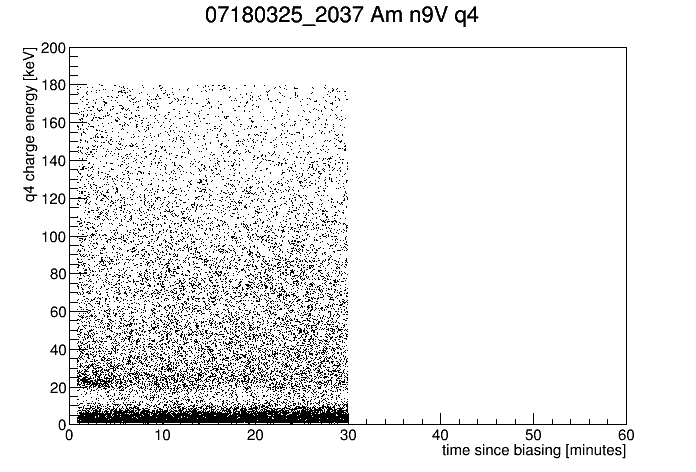 07180325_2037 Am n9V q4
q4 charge energy [keV]
200
180
160
140
120
100
80
60
40
20
0
0 10 20 30 40 50 60
time since biasing [minutes]